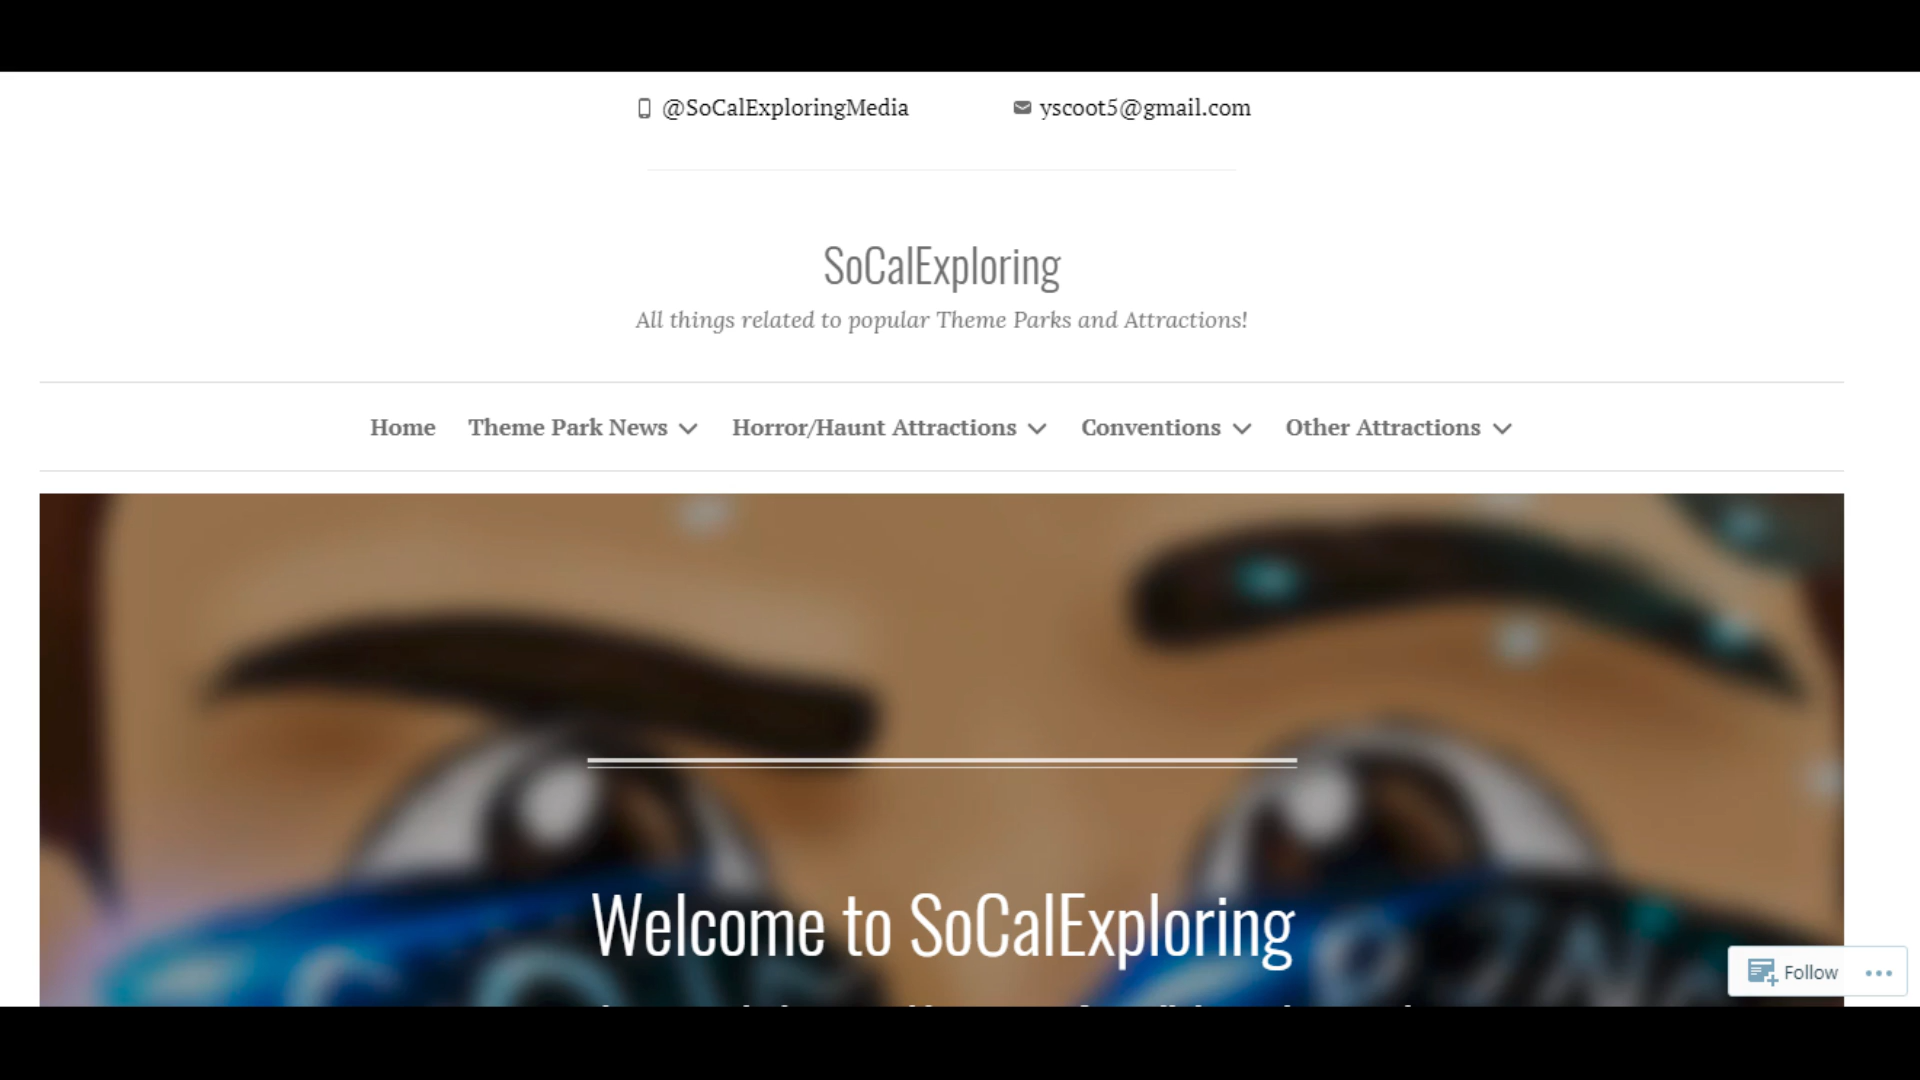 @SoCalExploringMedia
yscoot5@gmail.com
SoCalExploring
All things related to popular Theme Parks and Attractions!
Home Theme Park News Horror/Haunt Attractions Conventions Other Attractions
Welcome to SoCalExploring
Follow